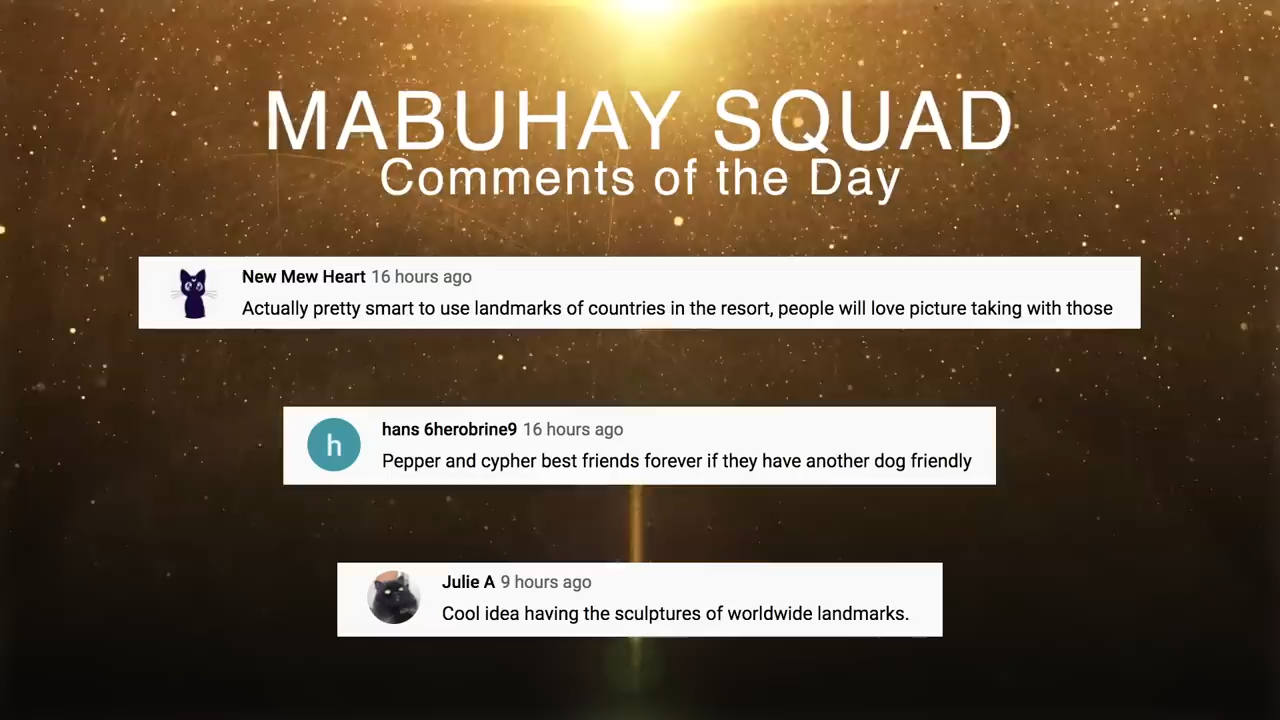 MABUHAY SQUAD
Comments of the Day
New Mew Heart 16 hours ago
Actually pretty smart to use landmarks of countries in the resort, people will love picture taking with those
h
hans 6herobrine9 16 hours ago
Pepper and cypher best friends forever if they have another dog friendly
Julie A 9 hours ago
Cool idea having the sculptures of worldwide landmarks.